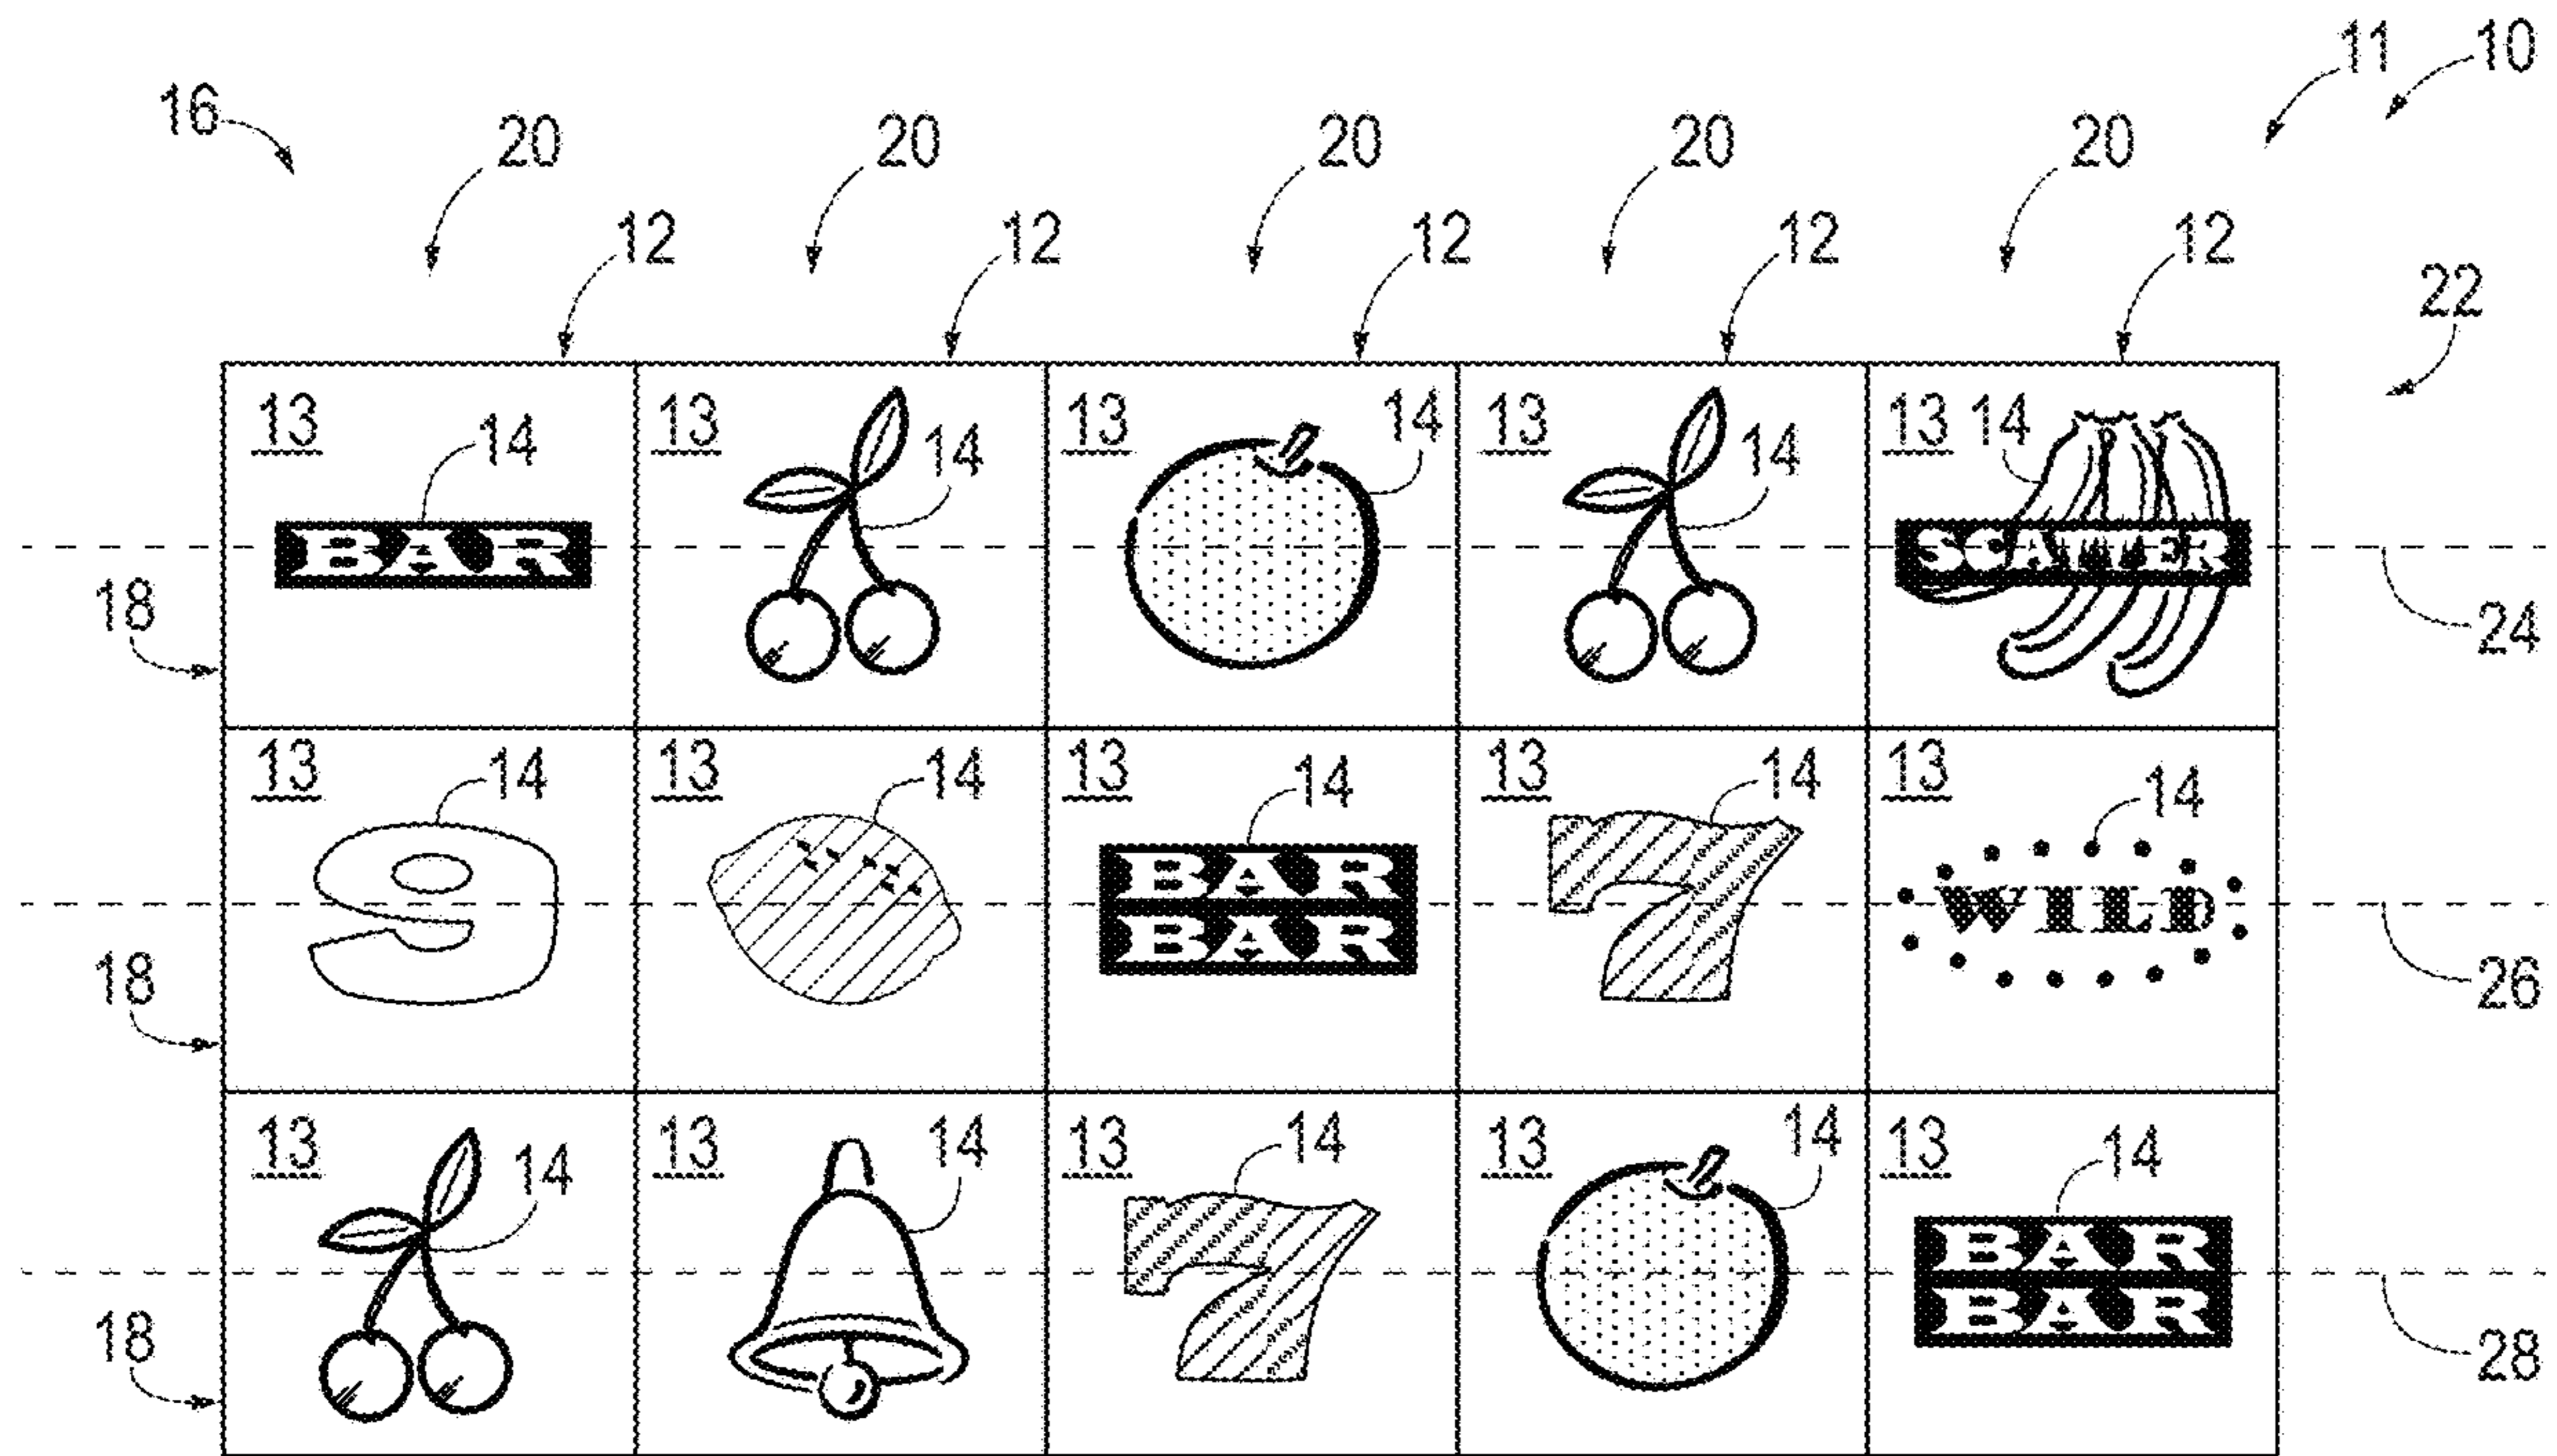 11 10
16 20 20 20 20 20
12 12 12 12 12
22
13 14 13 14 13 14 13 14 13 14
BAR SCATTER
18 24
13 14 13 14 13 14 13 14 13 14
9 BAR 7 WILD
BAR
18 26
13 14 13 14 13 14 13 14 13 14
7 BAR
BAR
18 28